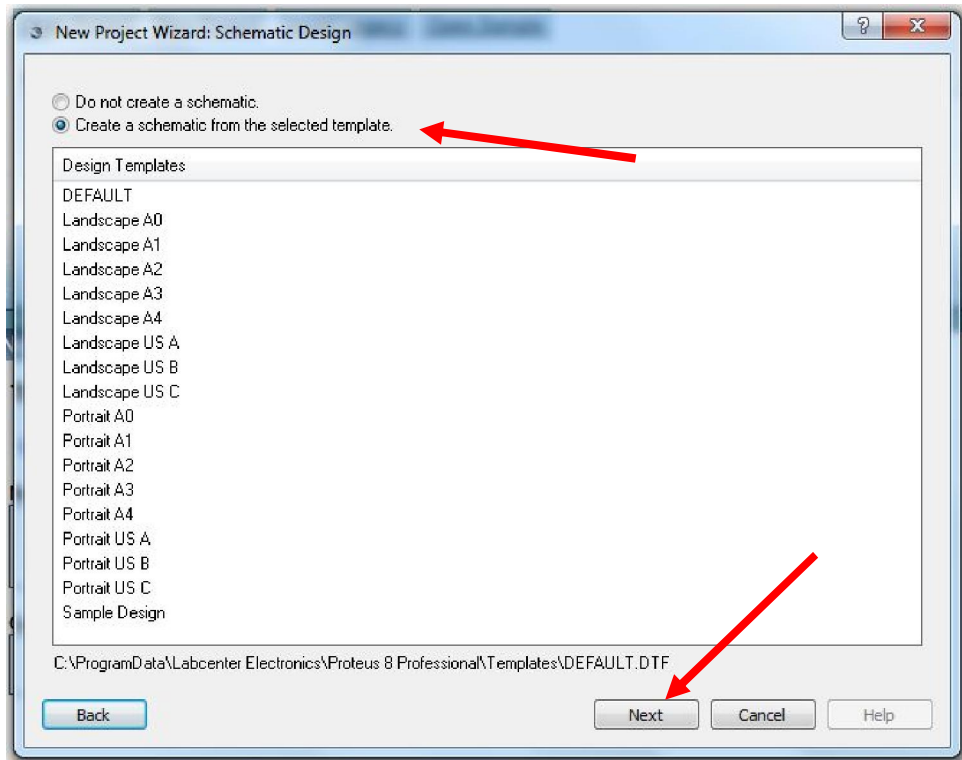 New Project Wizard: Schematic Design
Do not create a schematic.
Create a schematic from the selected template.
Design Templates
DEFAULT
Landscape A0
Landscape A1
Landscape A2
Landscape A3
Landscape A4
Landscape US A
Landscape US B
Landscape US C
Portrait A0
Portrait A1
Portrait A2
Portrait A3
Portrait A4
Portrait US A
Portrait US B
Portrait US C
Sample Design
C:\ProgramData\Labcenter Electronics\Proteus 8 Professional\Templates\DEFAULT.DTF
Back Next Cancel Help